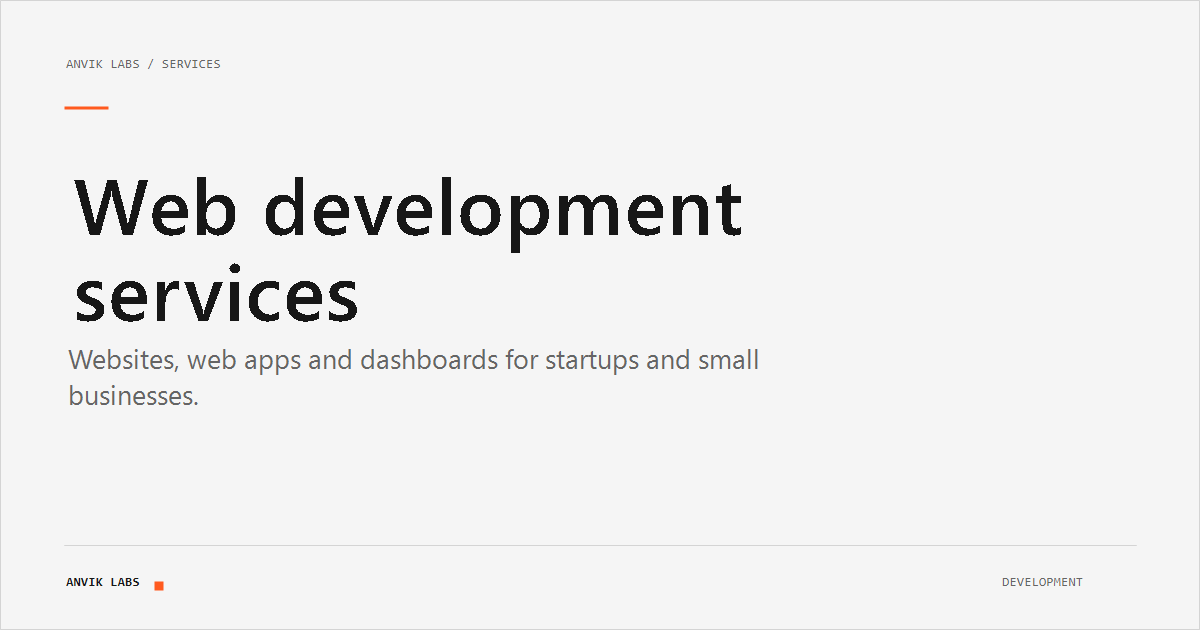 ANVIK LABS / SERVICES
Web development
services
Websites, web apps and dashboards for startups and small
businesses.
ANVIK LABS
DEVELOPMENT